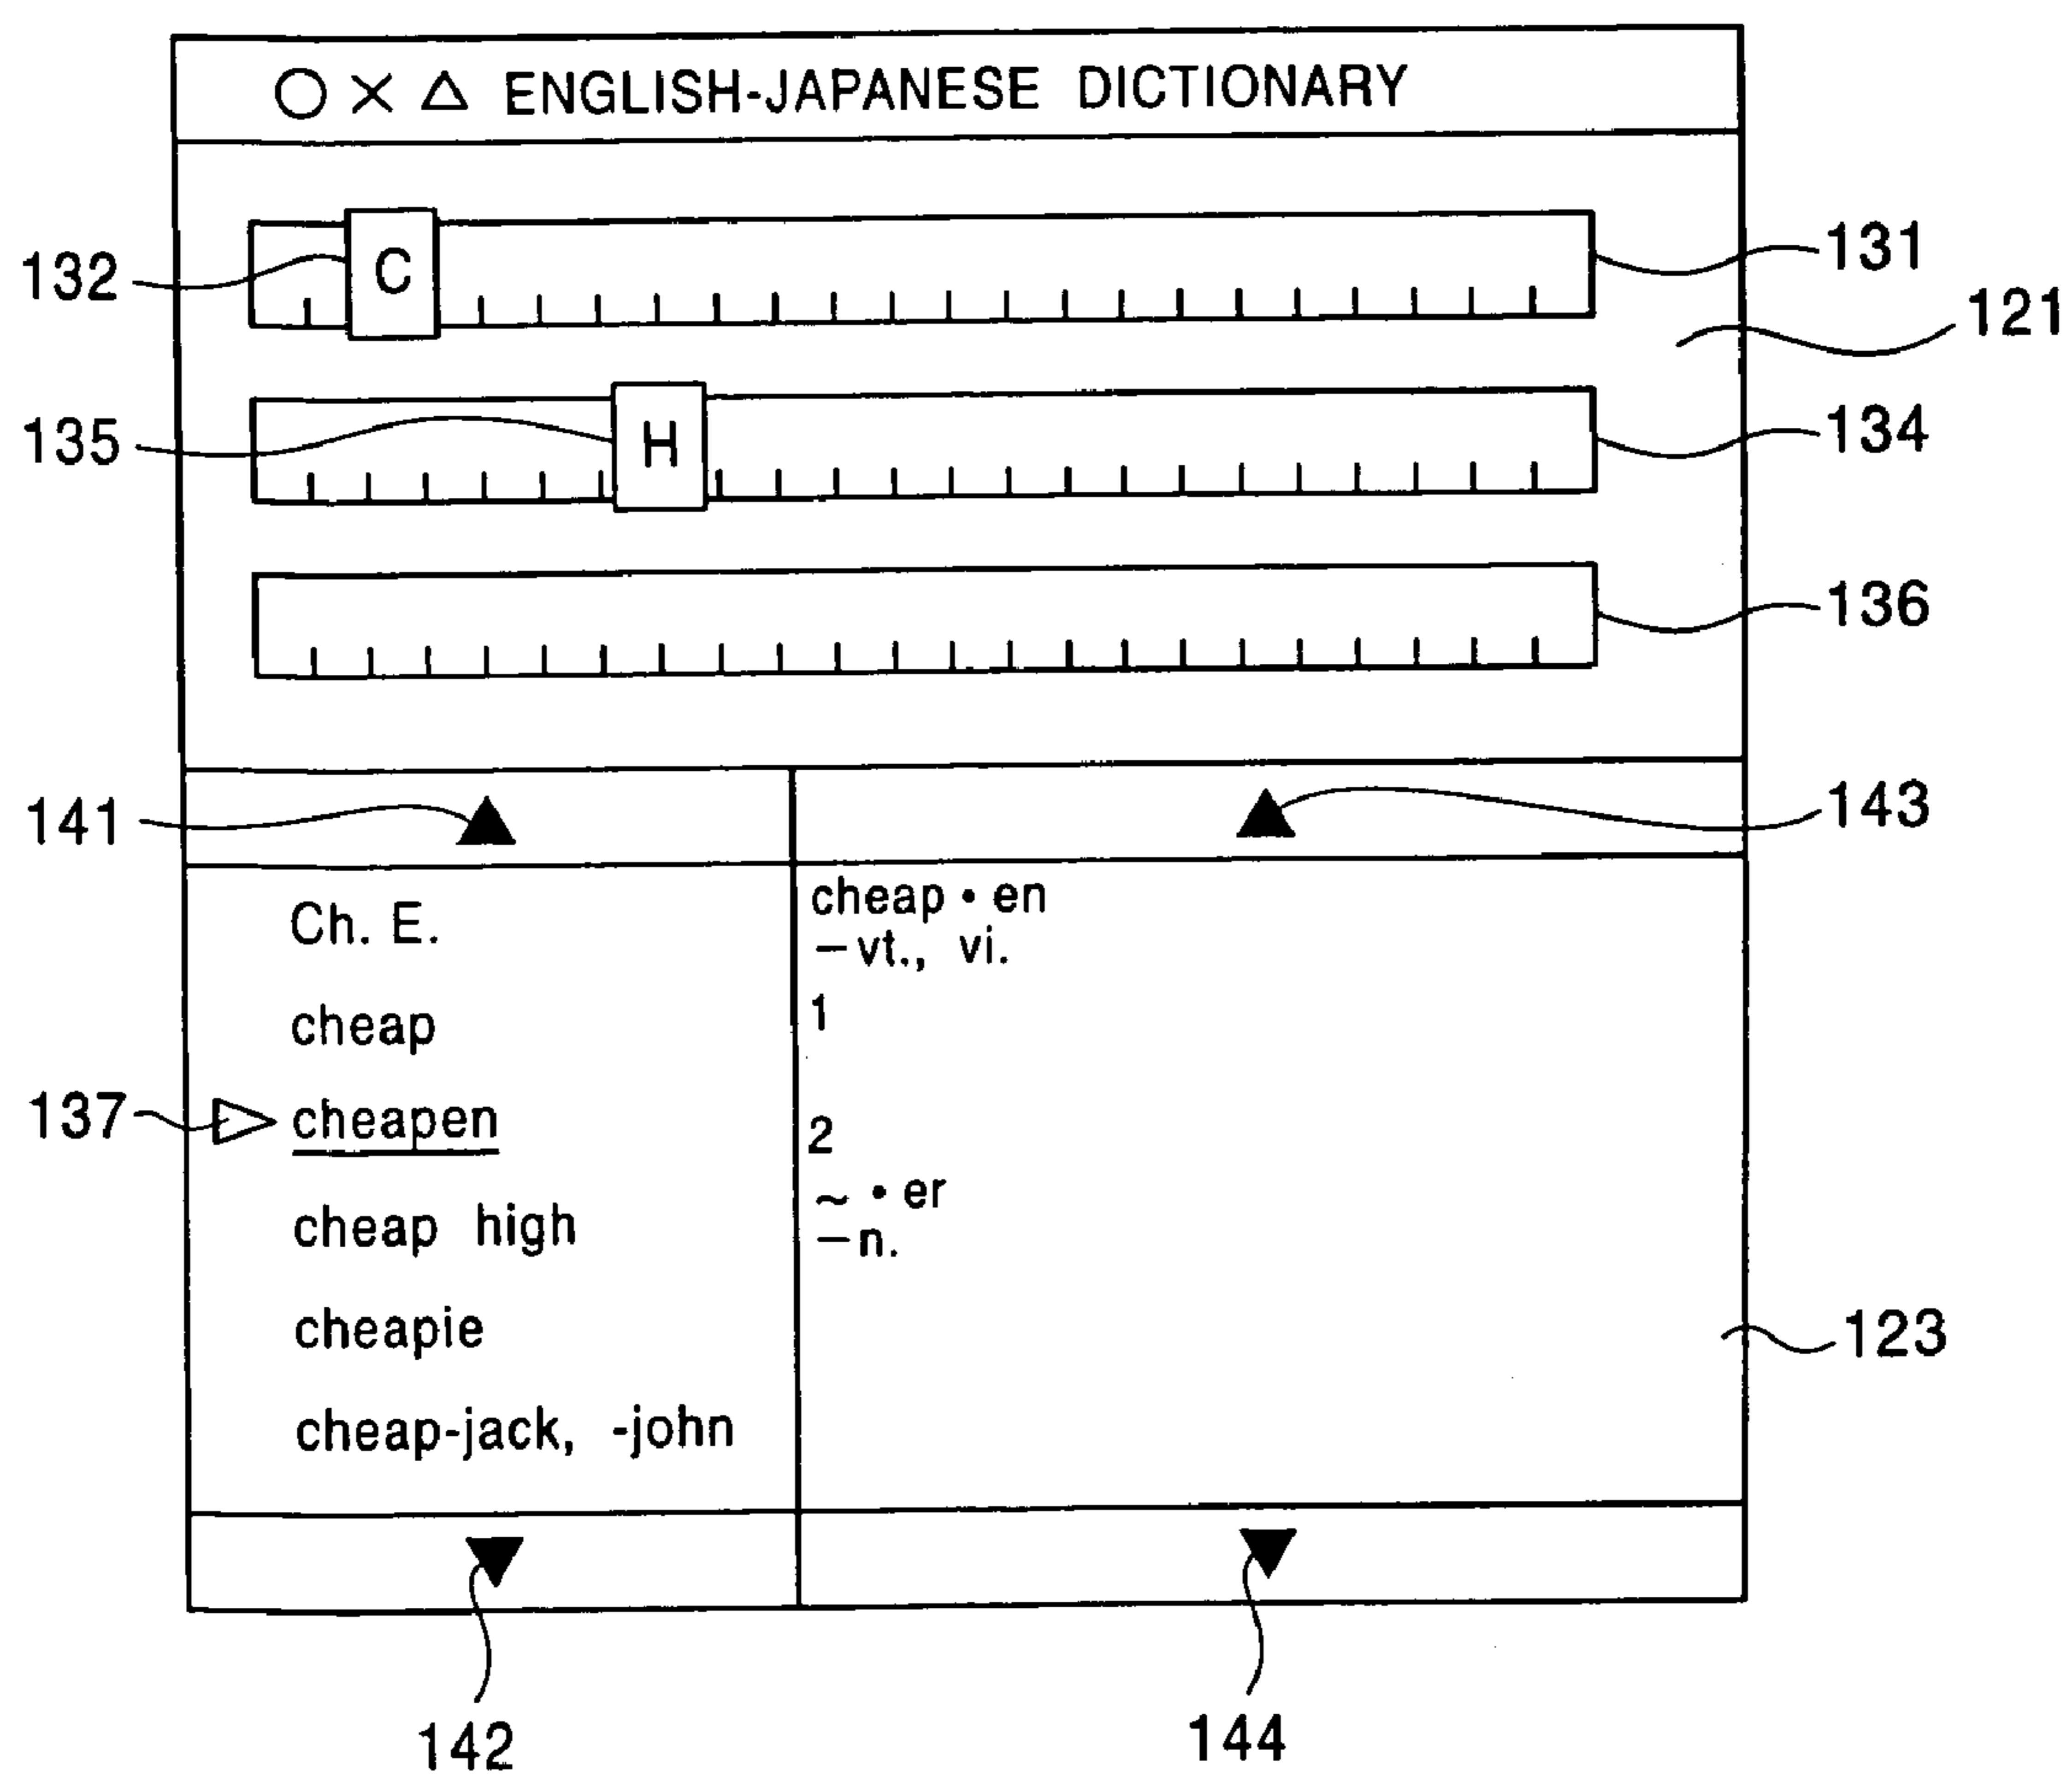 ○×△ ENGLISH-JAPANESE DICTIONARY
132
C
131
121
135
H
134
136
141
143
Ch. E.
cheap
137
cheapen
cheap high
cheapie
cheap-jack, -john
cheap・en
—vt., vi.
1
2
~・er
—n.
123
142
144